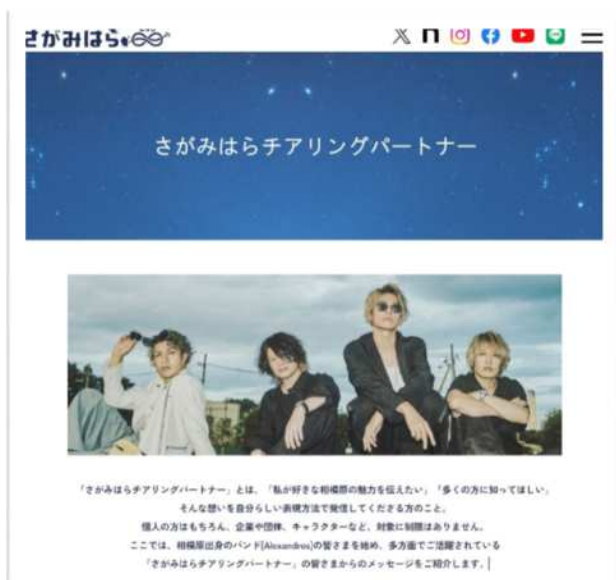 さがみはら
さがみはらチアリングパートナー
「さがみはらチアリングパートナー」とは、「私が好きな相模原の魅力を伝えたい」「多くの方に知ってほしい」、
そんな想いを自分らしい表現方法で発信してくださる方のこと。
個人の方はもちろん、企業や団体、キャラクターなど、対象に制限はありません。
ここでは、相模原出身のバンド[Alexandros]の皆さまを始め、多方面でご活躍されている
「さがみはらチアリングパートナー」の皆さまからのメッセージをご紹介します。